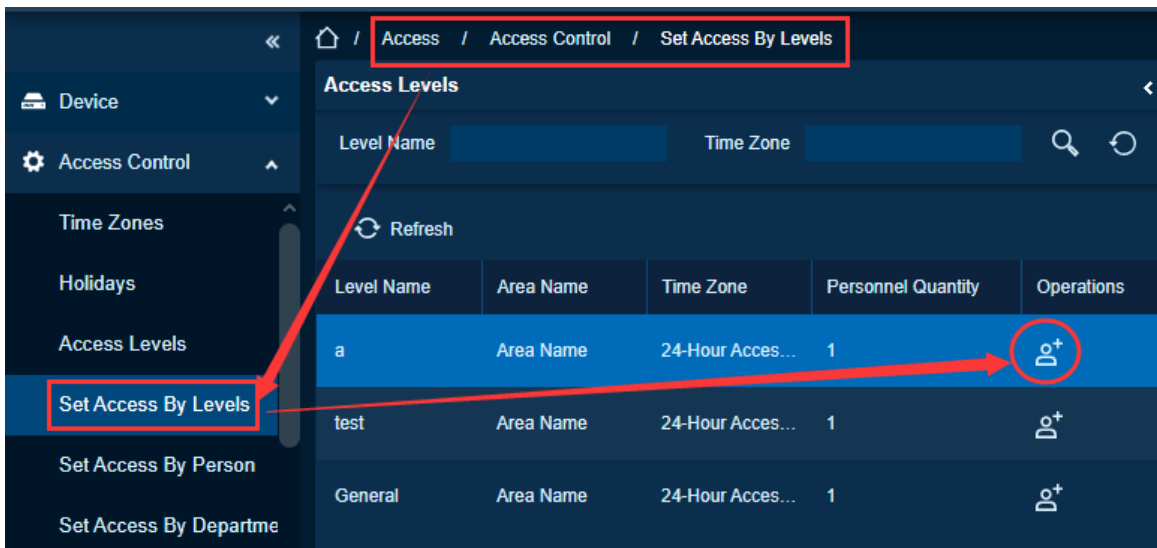 / Access / Access Control / Set Access By Levels
Device
Access Control
Time Zones
Holidays
Access Levels
Set Access By Levels
Set Access By Person
Set Access By Departme
Access Levels
Level Name Time Zone
Refresh
Level Name Area Name Time Zone Personnel Quantity Operations
a Area Name 24-Hour Acces... 1
test Area Name 24-Hour Acces... 1
General Area Name 24-Hour Acces... 1